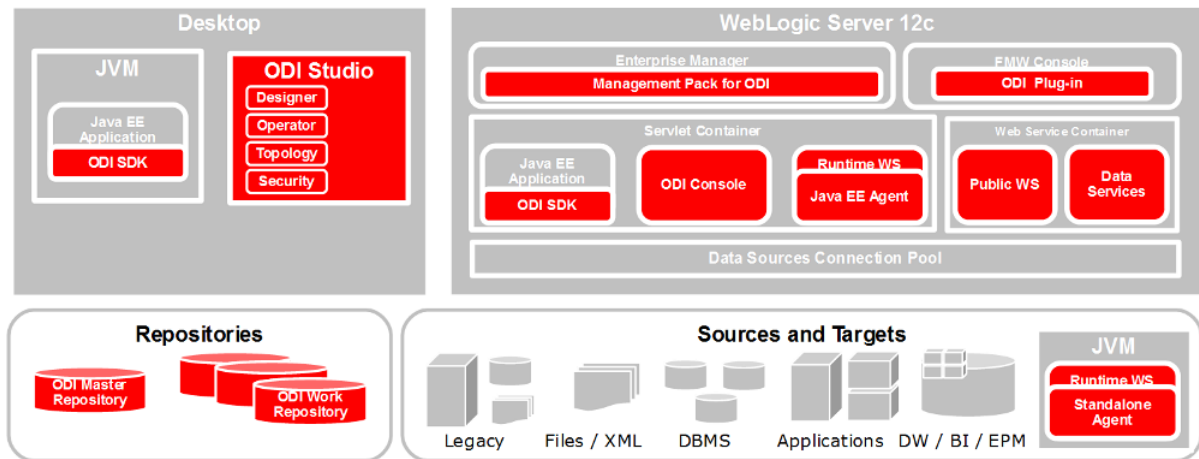 Desktop
JVM
Java EE
Application
ODI SDK
ODI Studio
Designer
Operator
Topology
Security
WebLogic Server 12c
Enterprise Manager
Management Pack for ODI
FMW Console
ODI Plug-in
Servlet Container
Java EE
Application
ODI SDK
ODI Console
Runtime WS
Java EE Agent
Web Service Container
Public WS
Data
Services
Data Sources Connection Pool
Repositories
ODI Master
Repository
ODI Work
Repository
Sources and Targets
Legacy
Files / XML
DBMS
Applications
DW / BI / EPM
JVM
Runtime WS
Standalone
Agent